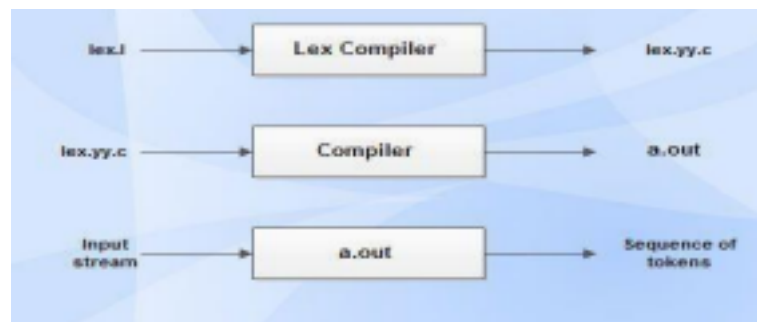 lex.l
Lex Compiler
lex.yy.c
lex.yy.c
Compiler
a.out
Input
stream
a.out
Sequence of
tokens